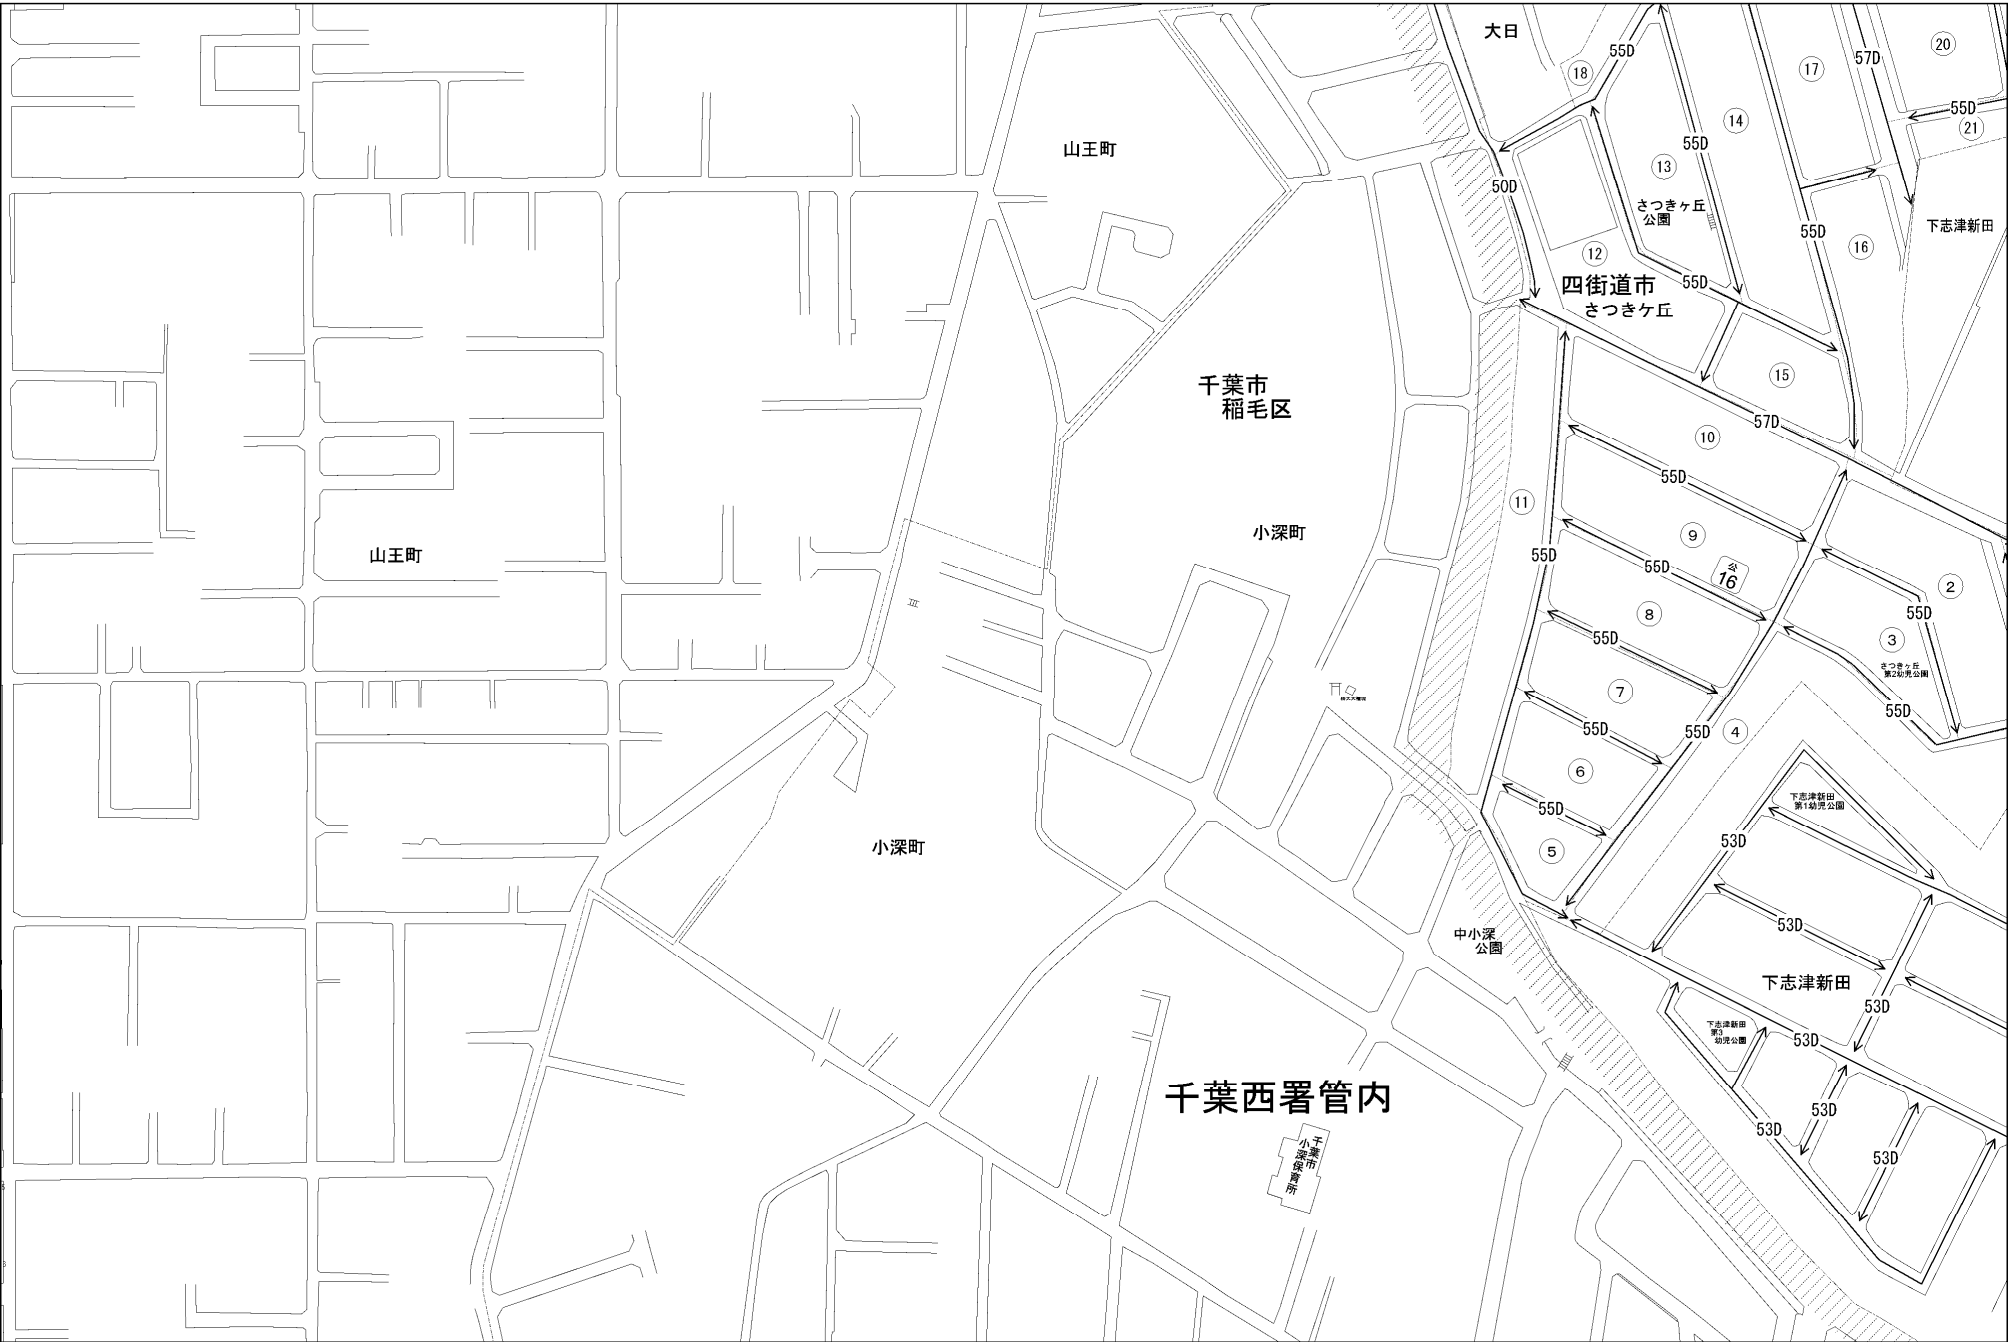 大日
20
55D
57D
18
17
55D
21
14
55D
山王町
13
50D
さつきヶ丘
公園
下志津新田
55D
16
12
55D
四街道市
さつきケ丘
15
千葉市
稲毛区
57D
10
55D
11
小深町
9
山王町
55D
55D
公
16
2
8
55D
55D
3
さつきヶ丘
第2幼児公園
7
55D
55D
55D
4
6
下志津新田
第1幼児公園
55D
53D
小深町
5
53D
中小深
公園
下志津新田
53D
下志津新田
第3
幼児公園
53D
千葉西署管内
53D
53D
千葉市
小深保育所
53D